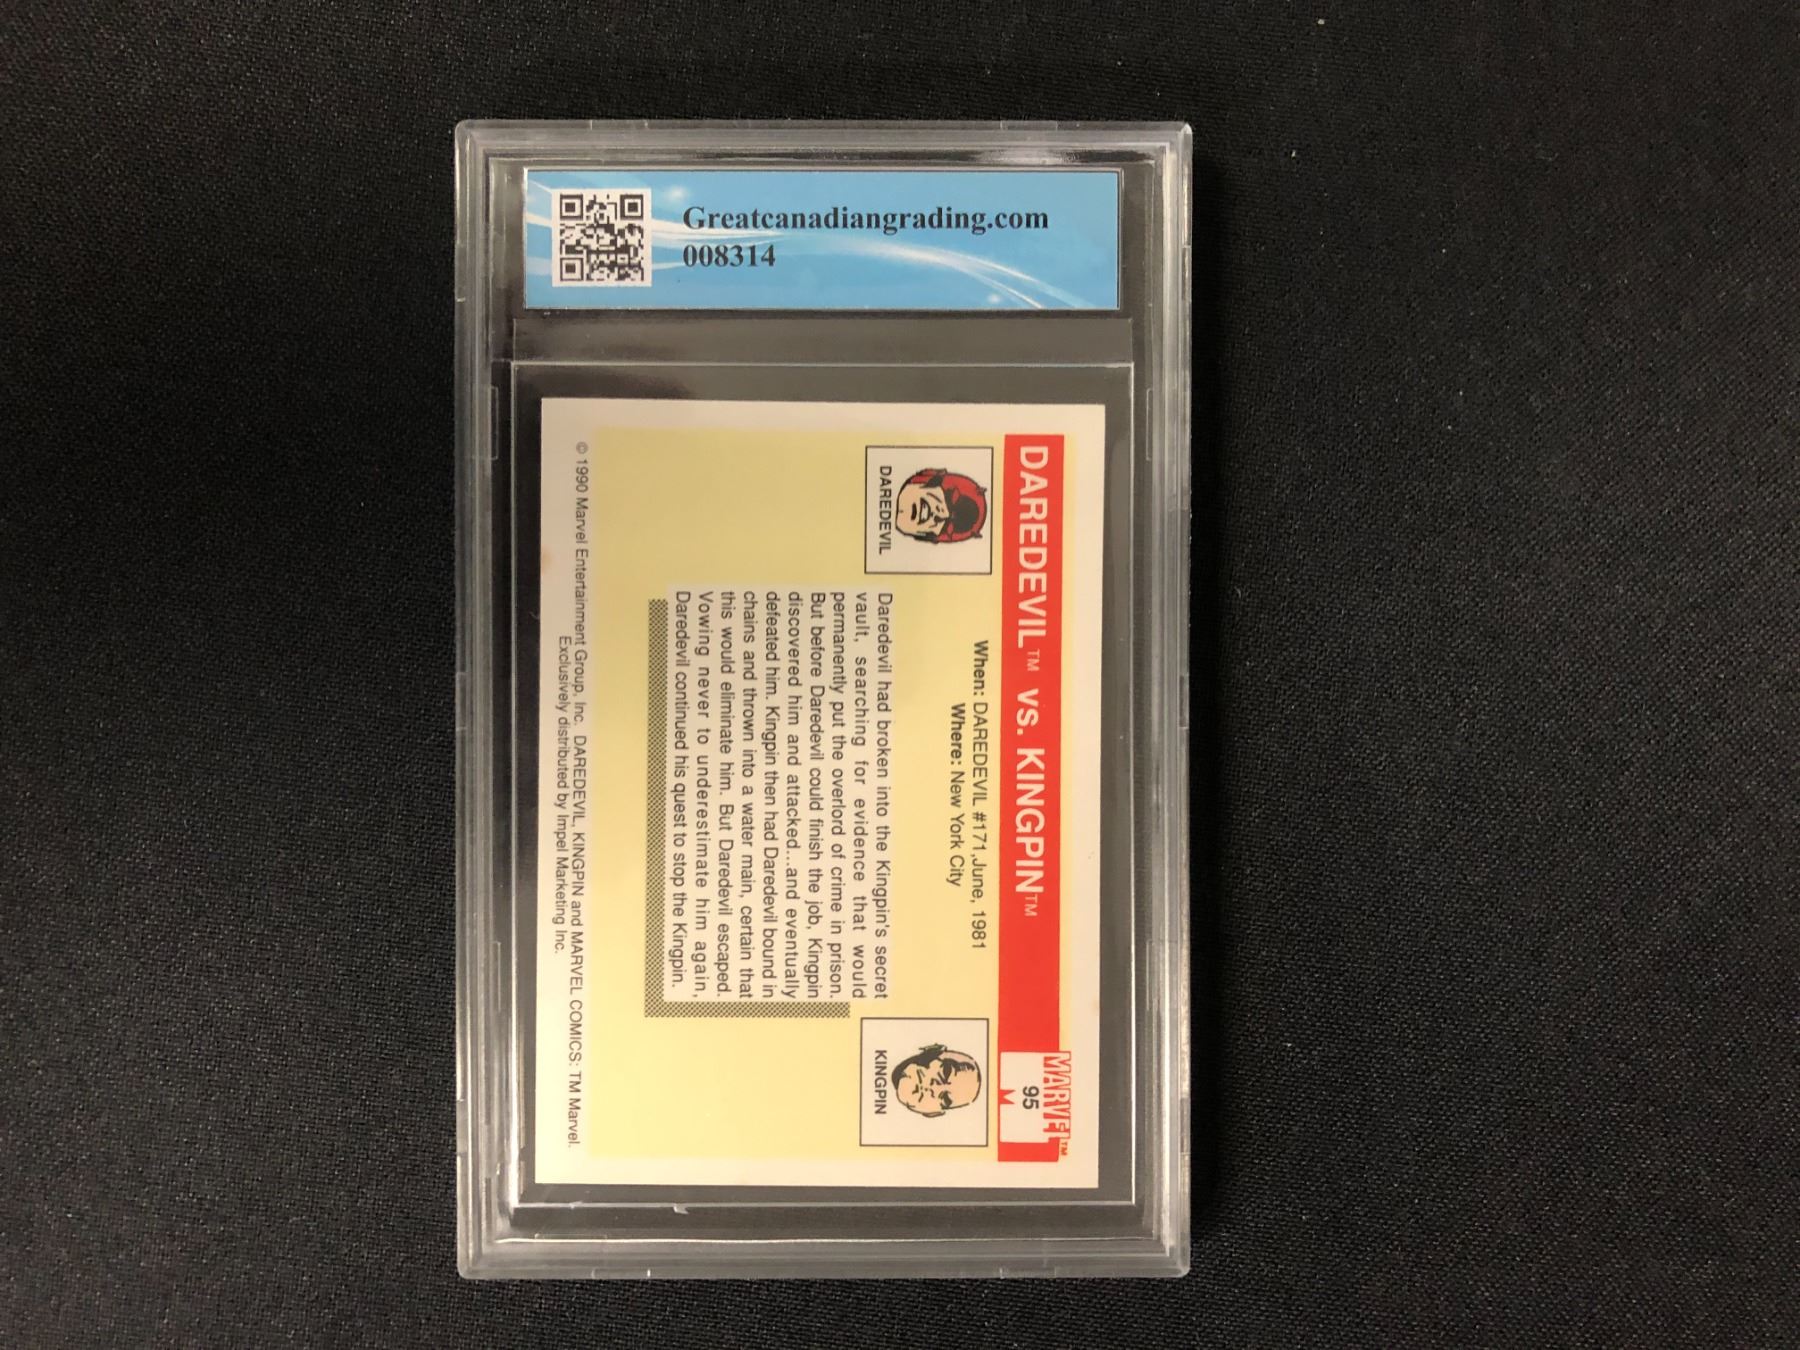 Greatcanadiangrading.com
008314
DAREDEVIL™ vs. KINGPIN™
MARVEL™
95
When: DAREDEVIL #171,June, 1981
Where: New York City
DAREDEVIL
KINGPIN
Daredevil had broken into the Kingpin's secret
vault, searching for evidence that would
permanently put the overlord of crime in prison.
But before Daredevil could finish the job, Kingpin
discovered him and attacked...and eventually
defeated him. Kingpin then had Daredevil bound in
chains and thrown into a water main, certain that
this would eliminate him. But Daredevil escaped.
Vowing never to underestimate him again,
Daredevil continued his quest to stop the Kingpin.
© 1990 Marvel Entertainment Group, Inc. DAREDEVIL, KINGPIN and MARVEL COMICS: TM Marvel.
Exclusively distributed by Impel Marketing Inc.